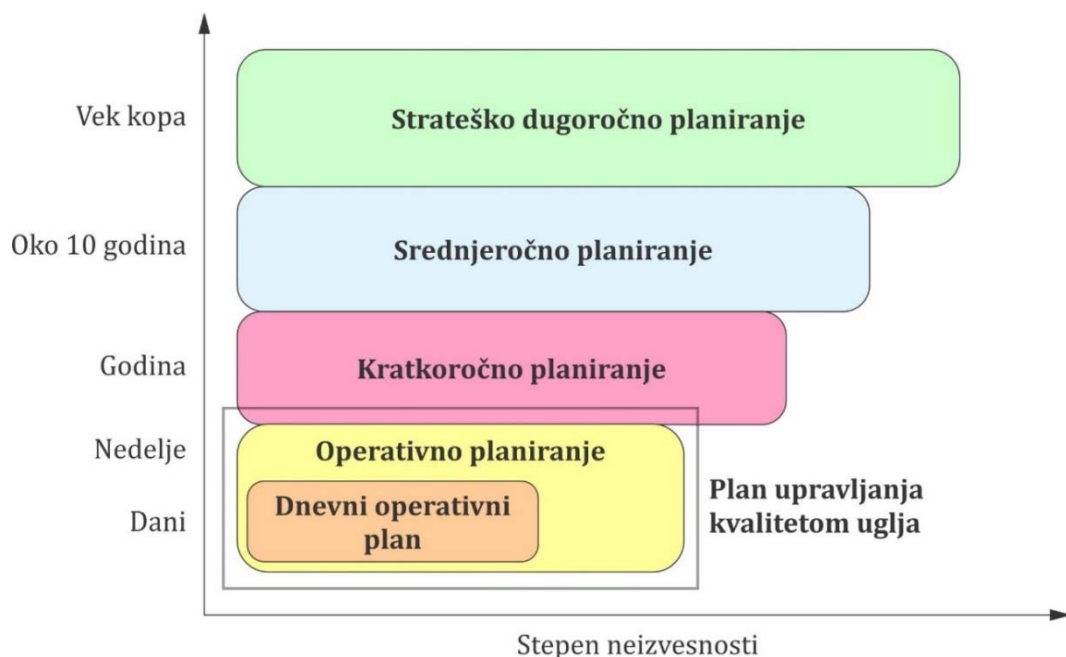 Vek kopa
Strateško dugoročno planiranje
Oko 10 godina
Srednjeročno planiranje
Godina
Kratkoročno planiranje
Nedelje
Operativno planiranje
Dani
Dnevni operativni
plan
Plan upravljanja
kvalitetom uglja
Stepen neizvesnosti